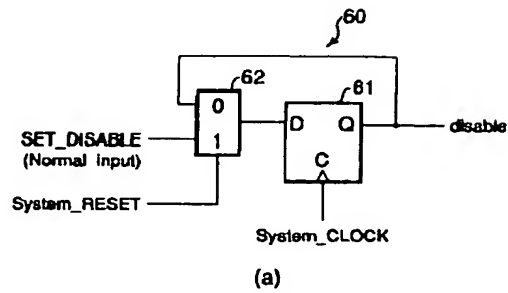 60
62
61
0
D Q
SET_DISABLE
1
disable
(Normal input)
C
System_RESET
System_CLOCK
(a)